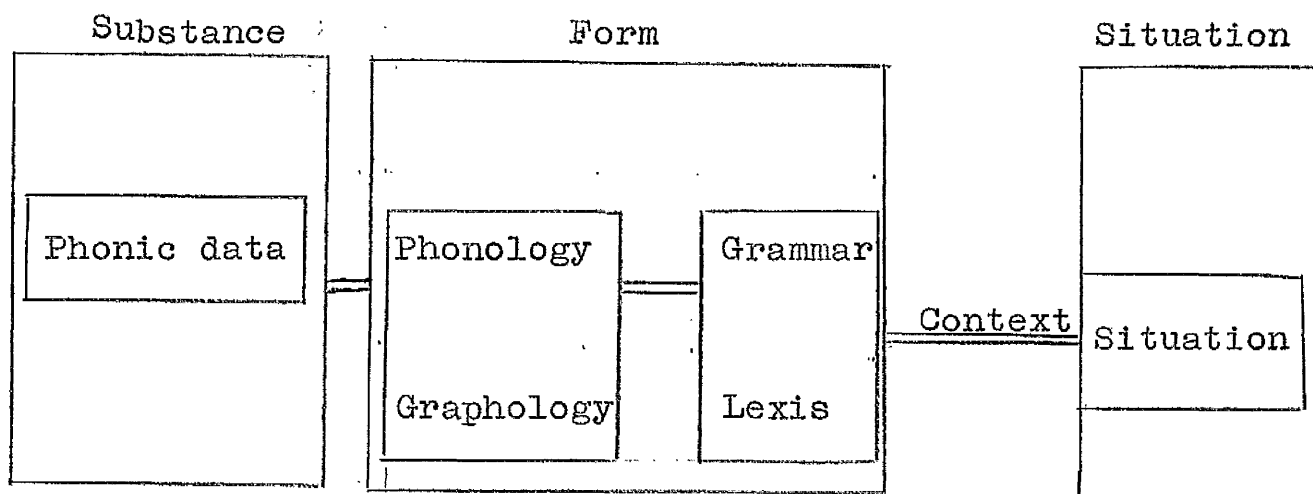 Substance Form Situation
Phonic data Phonology Grammar
Context Situation
Graphology Lexis